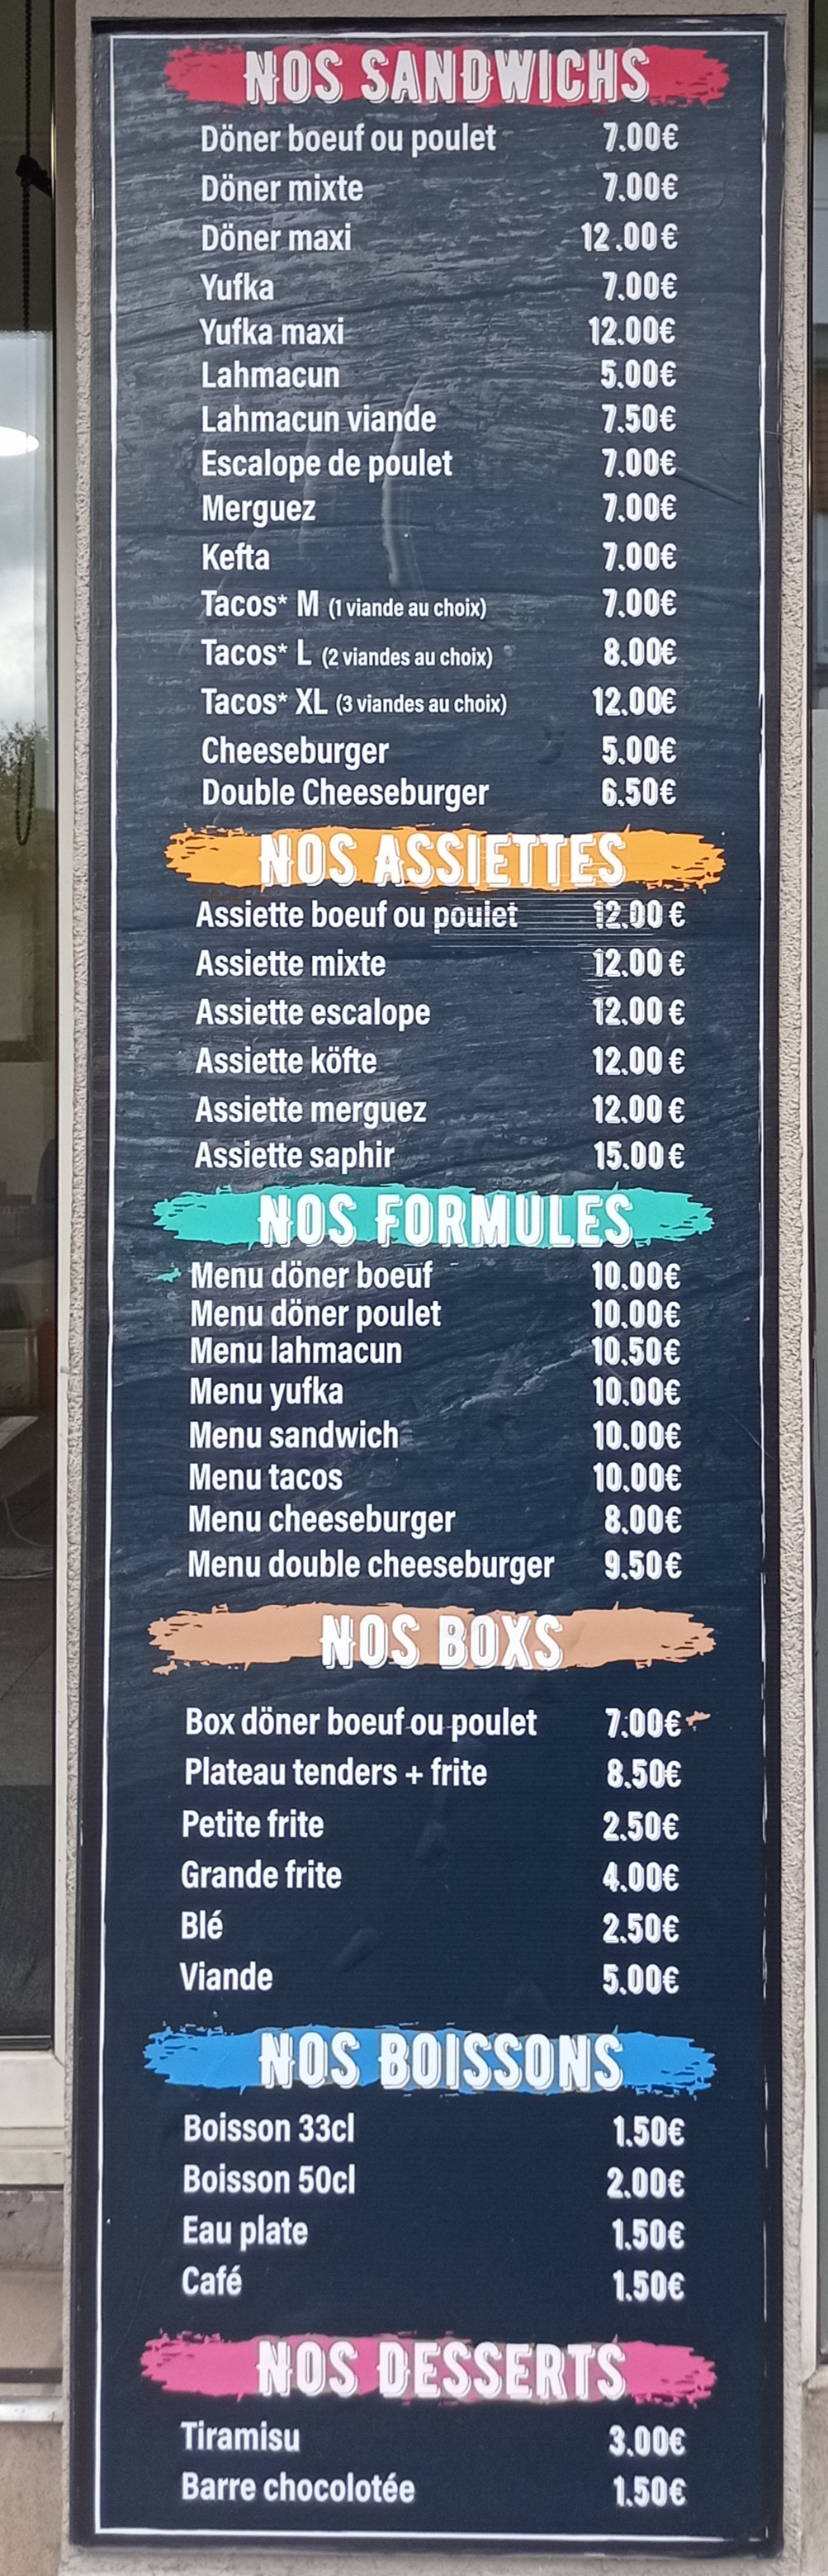 NOS SANDWICHS
Döner boeuf ou poulet 7.00€
Döner mixte 7.00€
Döner maxi 12.00€
Yufka 7.00€
Yufka maxi 12.00€
Lahmacun 5.00€
Lahmacun viande 7.50€
Escalope de poulet 7.00€
Merguez 7.00€
Kefta 7.00€
Tacos* M (1 viande au choix) 7.00€
Tacos* L (2 viandes au choix) 8.00€
Tacos* XL (3 viandes au choix) 12.00€
Cheeseburger 5.00€
Double Cheeseburger 6.50€
NOS ASSIETTES
Assiette boeuf ou poulet 12.00 €
Assiette mixte 12.00 €
Assiette escalope 12.00 €
Assiette köfte 12.00 €
Assiette merguez 12.00 €
Assiette saphir 15.00 €
NOS FORMULES
Menu döner boeuf 10.00€
Menu döner poulet 10.00€
Menu lahmacun 10.50€
Menu yufka 10.00€
Menu sandwich 10.00€
Menu tacos 10.00€
Menu cheeseburger 8.00€
Menu double cheeseburger 9.50€
NOS BOXS
Box döner boeuf ou poulet 7.00€
Plateau tenders + frite 8.50€
Petite frite 2.50€
Grande frite 4.00€
Blé 2.50€
Viande 5.00€
NOS BOISSONS
Boisson 33cl 1.50€
Boisson 50cl 2.00€
Eau plate 1.50€
Café 1.50€
NOS DESSERTS
Tiramisu 3.00€
Barre chocolotée 1.50€